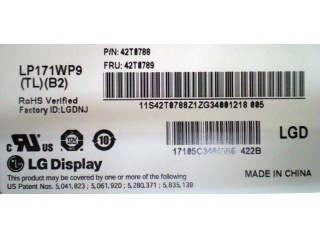 P/N: 42T0788
FRU: 42T0789
LP171WP9
(TL)(B2)
RoHS Verified
Factory ID:LGDNJ
11S42T0788Z1ZG34001218 005
LGD
422B
LG Display
MADE IN CHINA
This product may be covered by one or more of the following
US Patent Nos. 5,041,823 ; 5,061,920 ; 5,280,371 ; 5,835,139